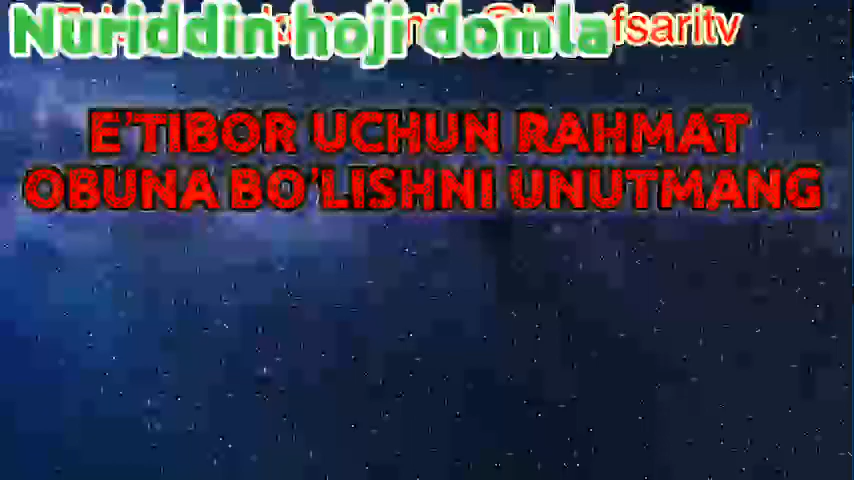 Nuriddin hoji domla
E'TIBOR UCHUN RAHMAT
OBUNA BO'LISHNI UNUTMANG